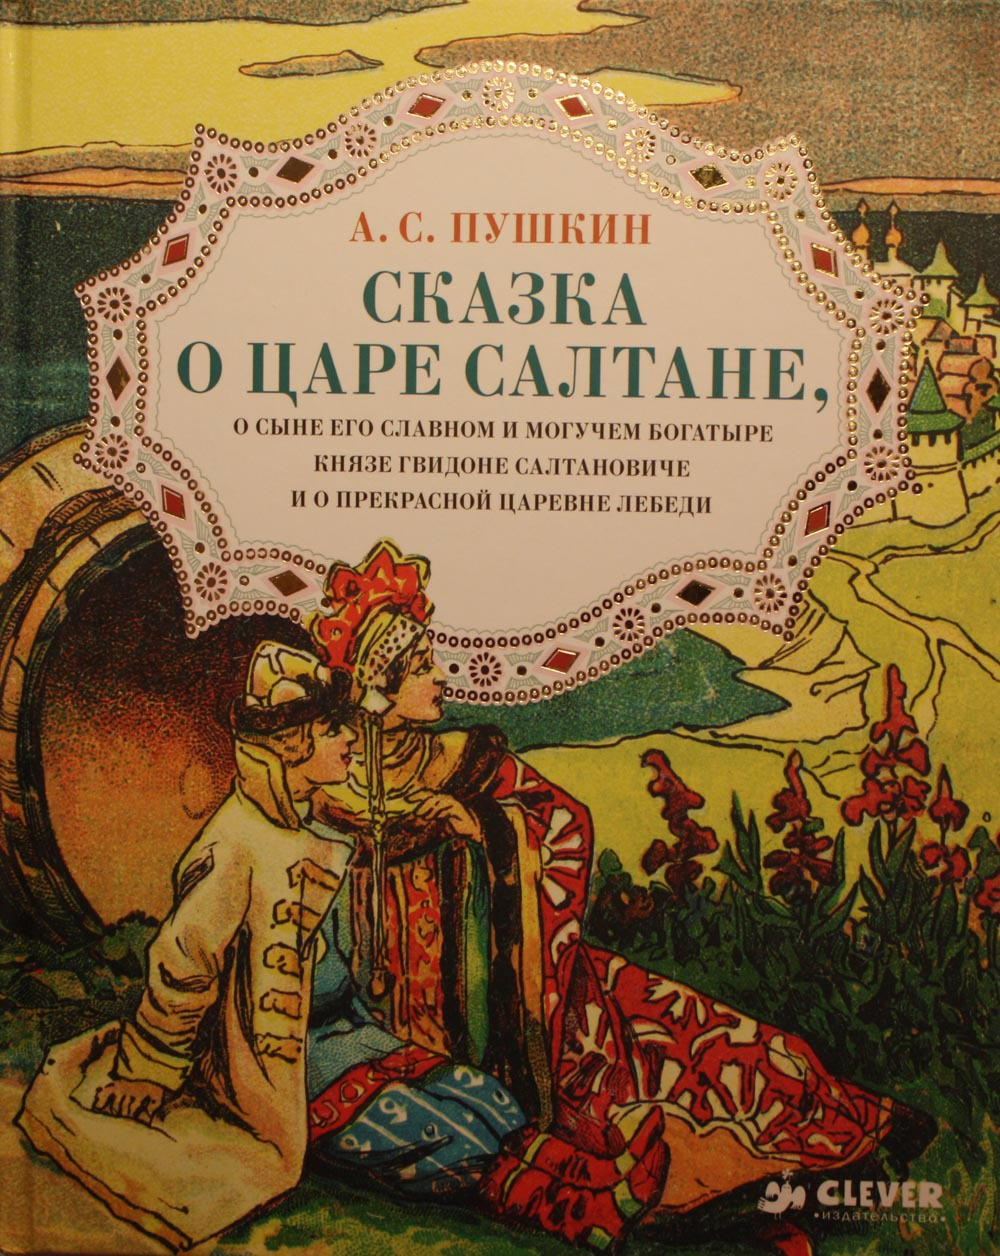 А. С. ПУШКИН
СКАЗКА
О ЦАРЕ САЛТАНЕ,
О СЫНЕ ЕГО СЛАВНОМ И МОГУЧЕМ БОГАТЫРЕ
КНЯЗЕ ГВИДОНЕ САЛТАНОВИЧЕ
И О ПРЕКРАСНОЙ ЦАРЕВНЕ ЛЕБЕДИ
CLEVER
•издательство•